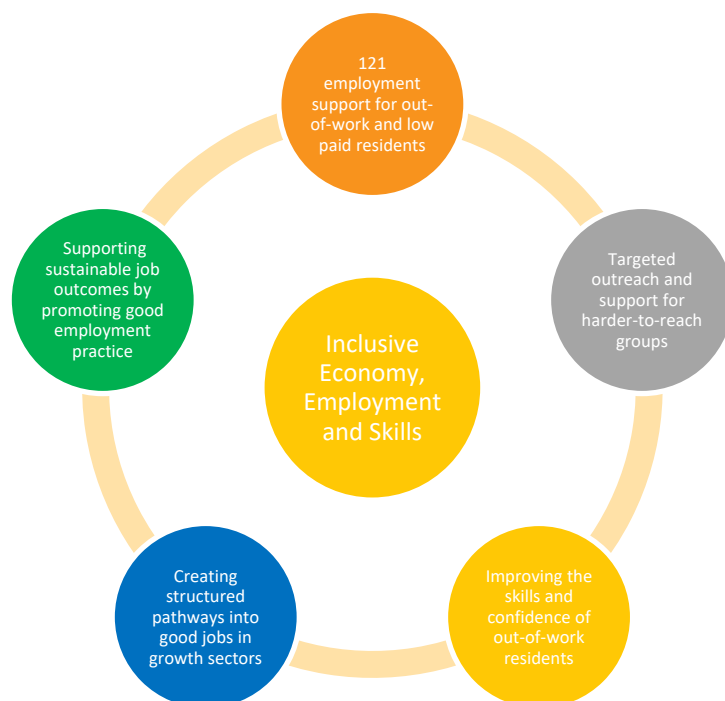 121
employment
support for out-
of-work and low
paid residents
Targeted
outreach and
support for
harder-to-reach
groups
Improving the
skills and
confidence of
out-of-work
residents
Creating
structured
pathways into
good jobs in
growth sectors
Supporting
sustainable job
outcomes by
promoting good
employment
practice
Inclusive
Economy,
Employment
and Skills